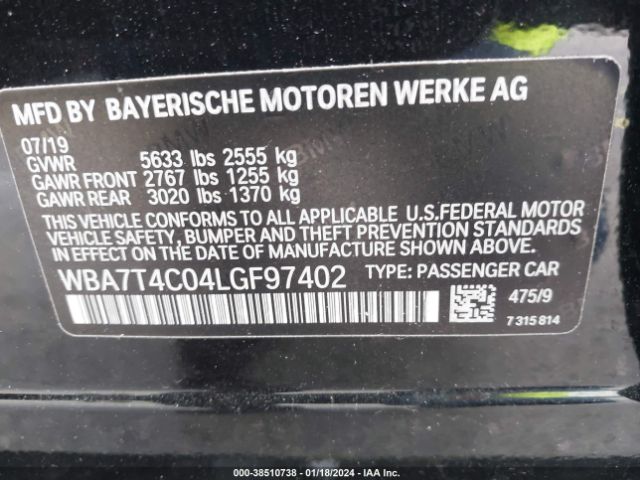 MFD BY BAYERISCHE MOTOREN WERKE AG
07/19
GVWR 5633 lbs 2555 kg
GAWR FRONT 2767 lbs 1255 kg
GAWR REAR 3020 lbs 1370 kg
THIS VEHICLE CONFORMS TO ALL APPLICABLE U.S.FEDERAL MOTOR
VEHICLE SAFETY, BUMPER AND THEFT PREVENTION STANDARDS
IN EFFECT ON THE DATE OF MANUFACTURE SHOWN ABOVE.
WBA7T4C04LGF97402 TYPE: PASSENGER CAR
475/9
7 315 814
000-38510738 - 01/18/2024 - IAA Inc.